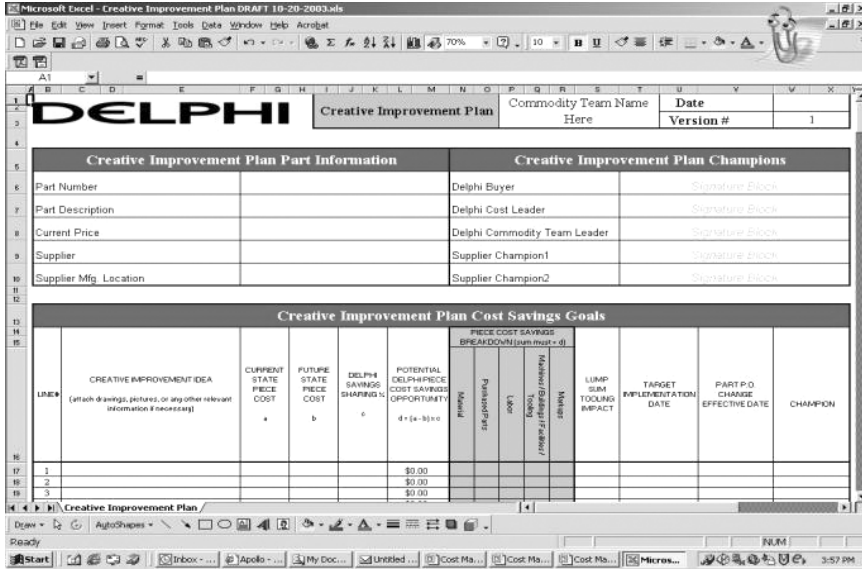 Microsoft Excel - Creative Improvement Plan DRAFT 10-20-2003.xls
File Edit View Insert Format Tools Data Window Help Acrobat
70% 10 B U
A1 =
B C D E F G H I J K L M N O P Q R S T U V X
DELPHI
Creative Improvement Plan
Commodity Team Name
Here
Date
Version # 1
Creative Improvement Plan Part Information
Creative Improvement Plan Champions
Part Number
Delphi Buyer Signature Block
Part Description
Delphi Cost Leader Signature Block
Current Price
Delphi Commodity Team Leader Signature Block
Supplier
Supplier Champion1 Signature Block
Supplier Mfg. Location
Supplier Champion2 Signature Block
Creative Improvement Plan Cost Savings Goals
PIECE COST SAVINGS
BREAKDOWN (sum must = d)
LINE#
CREATIVE IMPROVEMENT IDEA
(attach drawings, pictures, or any other relevant
information if necessary)
CURRENT
STATE
PIECE
COST
a
FUTURE
STATE
PIECE
COST
b
DELPHI
SAVINGS
SHARING %
c
POTENTIAL
DELPHI PIECE
COST SAVINGS
OPPORTUNITY
d = (a - b) x c
Material
Purchased Parts
Labor
Machines / Buildings / Facilities /
Tooling
Markups
LUMP
SUM
TOOLING
IMPACT
TARGET
IMPLEMENTATION
DATE
PART P.O.
CHANGE
EFFECTIVE DATE
CHAMPION
17 1 $0.00
18 2 $0.00
19 3 $0.00
Creative Improvement Plan
Draw AutoShapes
Ready NUM
Start Inbox - ... Apollo - ... My Doc... Untitled ... Cost Ma... Cost Ma... Cost Ma... Micros... 3:57 PM